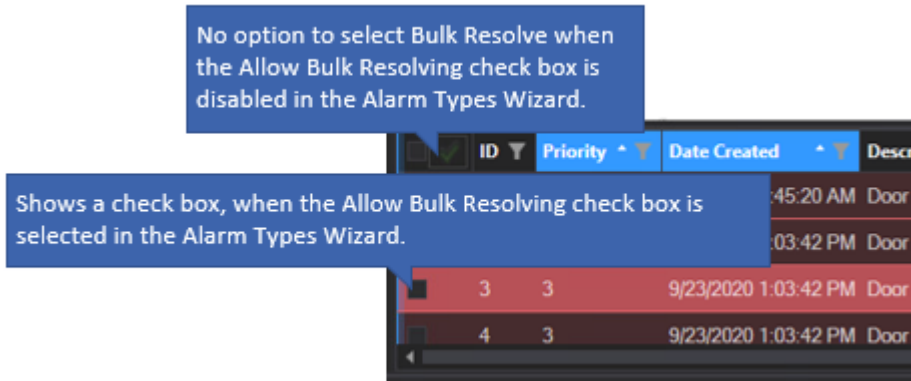 No option to select Bulk Resolve when
the Allow Bulk Resolving check box is
disabled in the Alarm Types Wizard.
ID Priority Date Created Descr
Shows a check box, when the Allow Bulk Resolving check box is
selected in the Alarm Types Wizard.
:45:20 AM Door
:03:42 PM Door
3 3 9/23/2020 1:03:42 PM Door
4 3 9/23/2020 1:03:42 PM Door